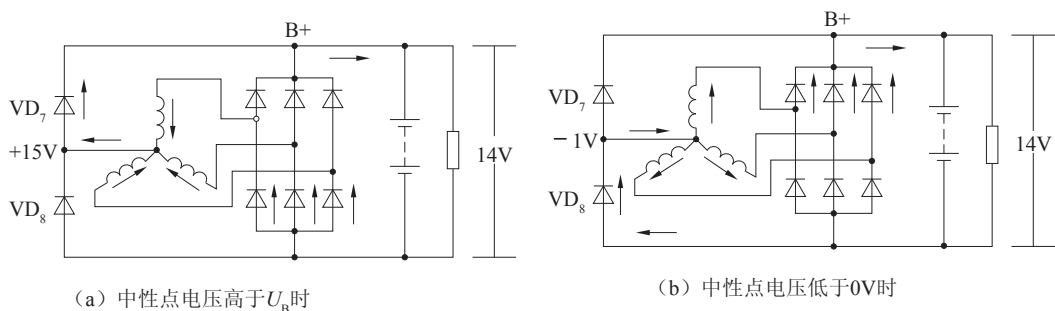 B+
VD₇
+15V
VD₈
14V
（a）中性点电压高于U_B时
B+
VD₇
－1V
VD₈
14V
（b）中性点电压低于0V时